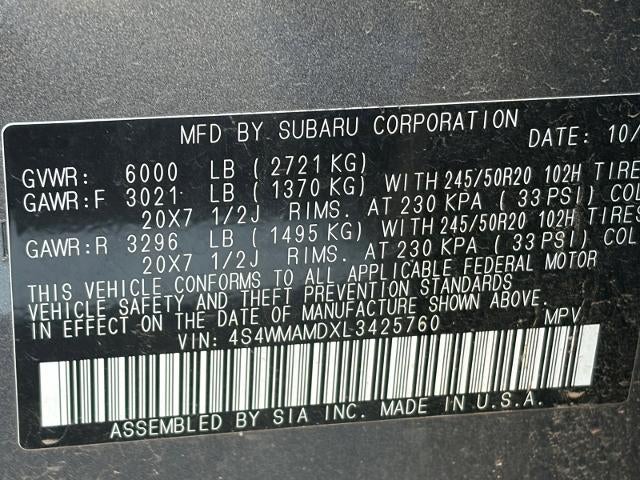 MFD BY SUBARU CORPORATION DATE: 10/
GVWR: 6000 LB ( 2721 KG)
GAWR:F 3021 LB ( 1370 KG) WITH 245/50R20 102H TIRE
20X7 1/2J RIMS. AT 230 KPA ( 33 PSI) COL
GAWR:R 3296 LB ( 1495 KG) WITH 245/50R20 102H TIRE
20X7 1/2J RIMS. AT 230 KPA ( 33 PSI) COL
THIS VEHICLE CONFORMS TO ALL APPLICABLE FEDERAL MOTOR
VEHICLE SAFETY AND THEFT PREVENTION STANDARDS
IN EFFECT ON THE DATE OF MANUFACTURE SHOWN ABOVE.
VIN: 4S4WMAMDXL3425760 MPV
ASSEMBLED BY SIA INC. MADE IN U.S.A.